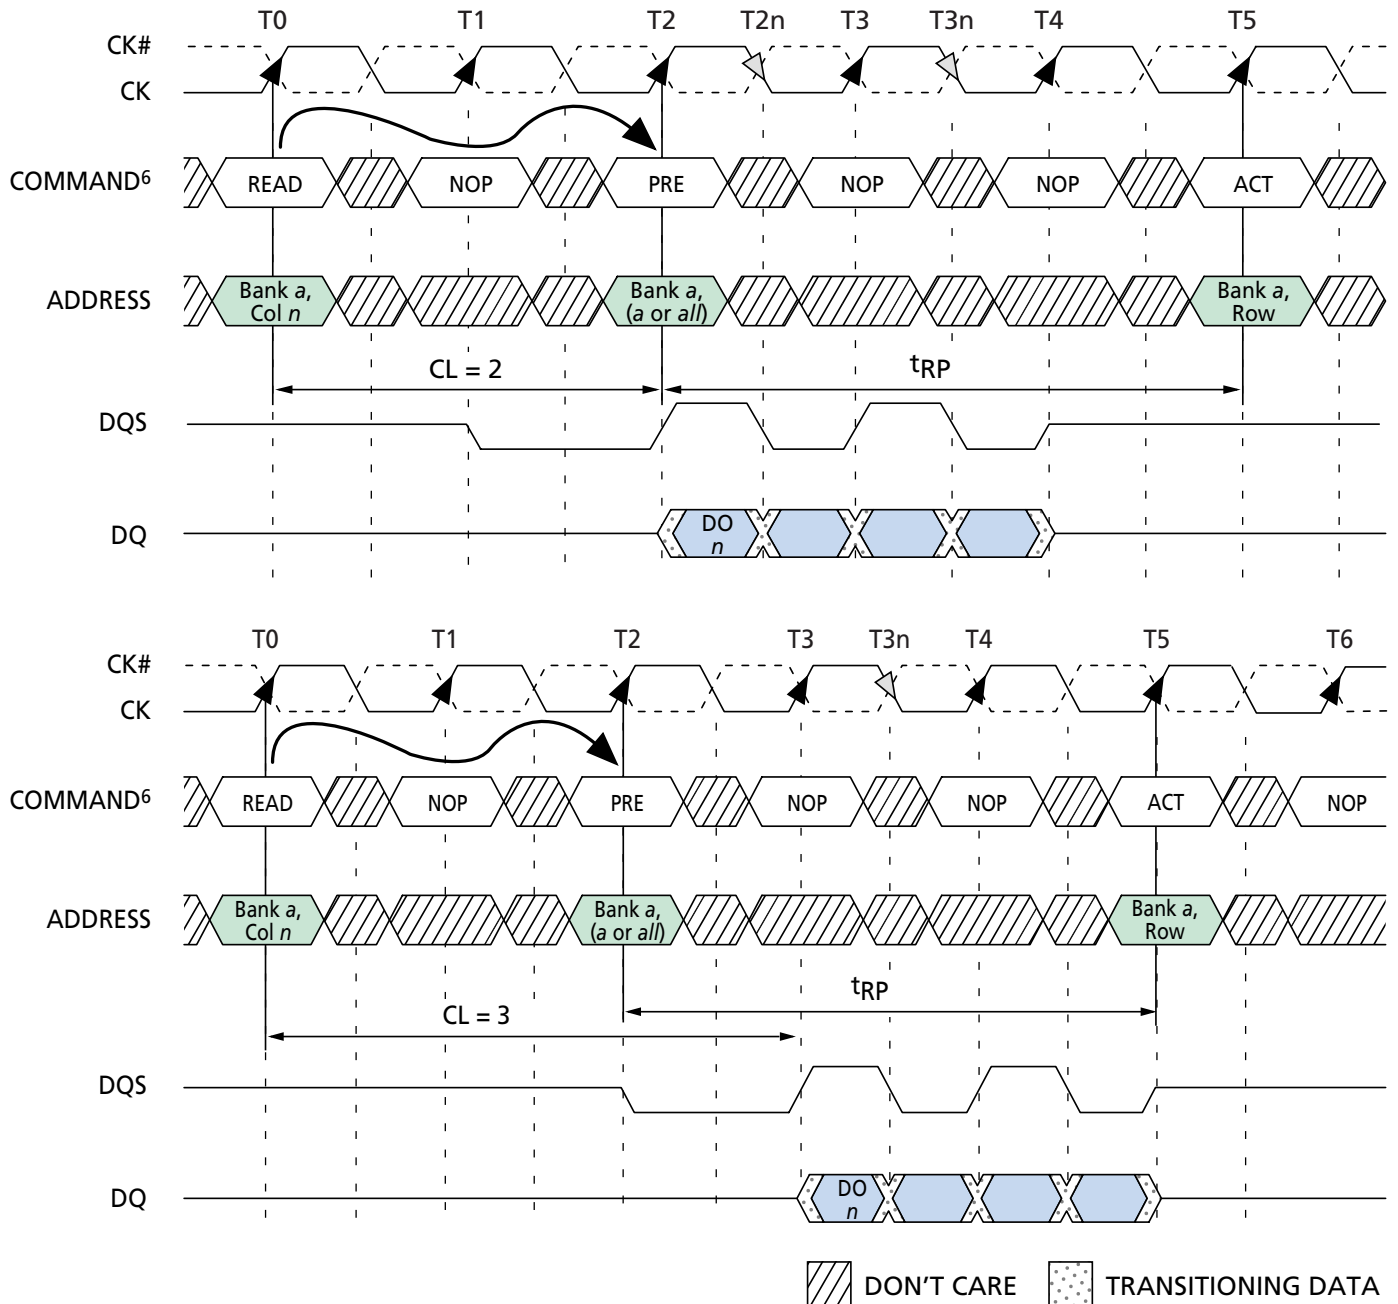 T0 T1 T2 T2n T3 T3n T4 T5
CK#
CK
COMMAND6 READ NOP PRE NOP NOP ACT
ADDRESS Bank a, Bank a, Bank a,
Col n (a or all) Row
CL = 2 tRP
DQS
DQ DO
n
T0 T1 T2 T3 T3n T4 T5 T6
CK#
CK
COMMAND6 READ NOP PRE NOP NOP ACT NOP
ADDRESS Bank a, Bank a, Bank a,
Col n (a or all) Row
tRP
CL = 3
DQS
DQ DO
n
DON'T CARE TRANSITIONING DATA